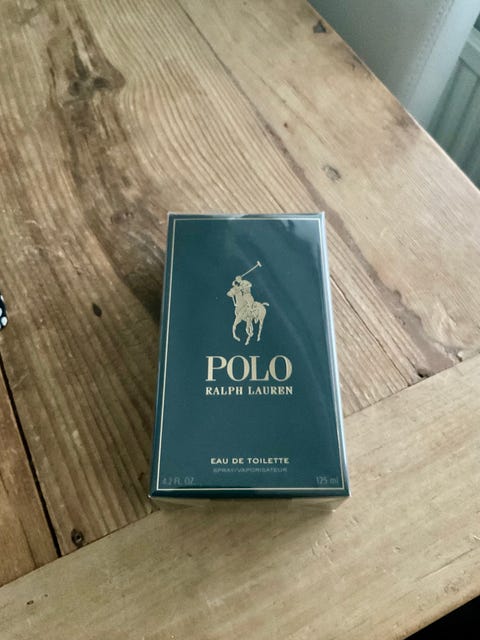 POLO
RALPH LAUREN
EAU DE TOILETTE
SPRAY/VAPORISATEUR
4.2 FL. OZ. 125 ml